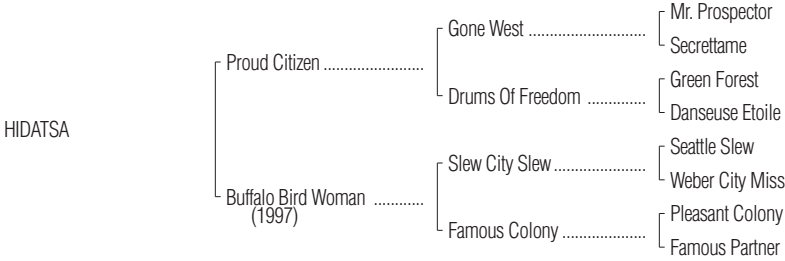 Mr. Prospector
Gone West ............................
Secrettame
Proud Citizen ........................
Green Forest
Drums Of Freedom ..............
Danseuse Etoile
HIDATSA
Seattle Slew
Slew City Slew ......................
Weber City Miss
Buffalo Bird Woman ............
(1997)
Pleasant Colony
Famous Colony ....................
Famous Partner